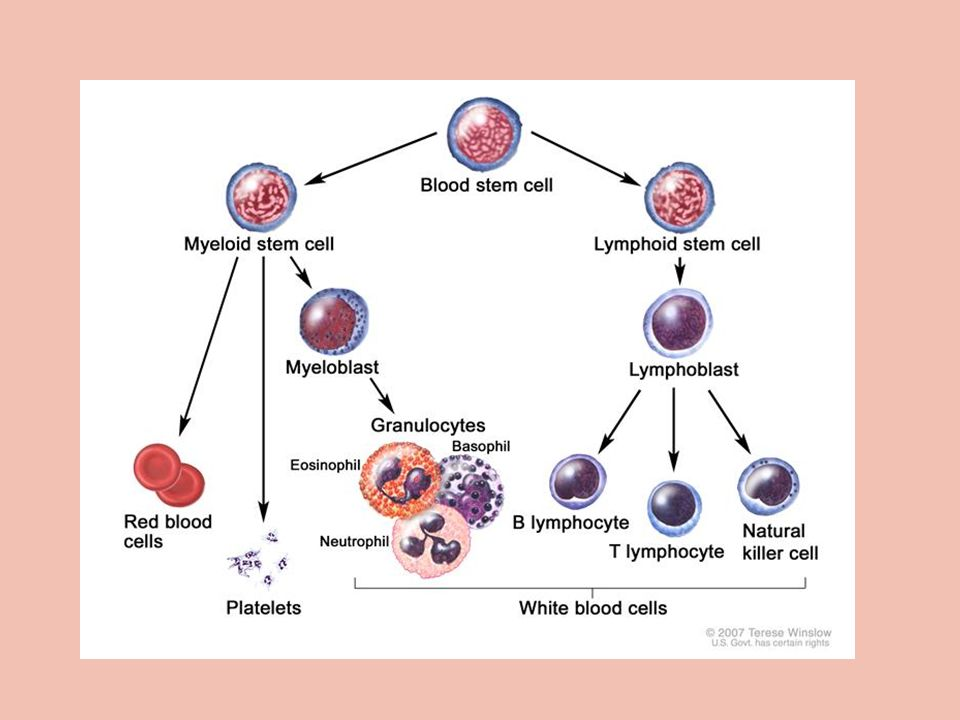 Blood stem cell
Myeloid stem cell
Lymphoid stem cell
Myeloblast
Lymphoblast
Granulocytes
Basophil
Eosinophil
Neutrophil
Red blood
cells
Platelets
B lymphocyte
T lymphocyte
Natural
killer cell
White blood cells
© 2007 Terese Winslow
U.S. Govt. has certain rights